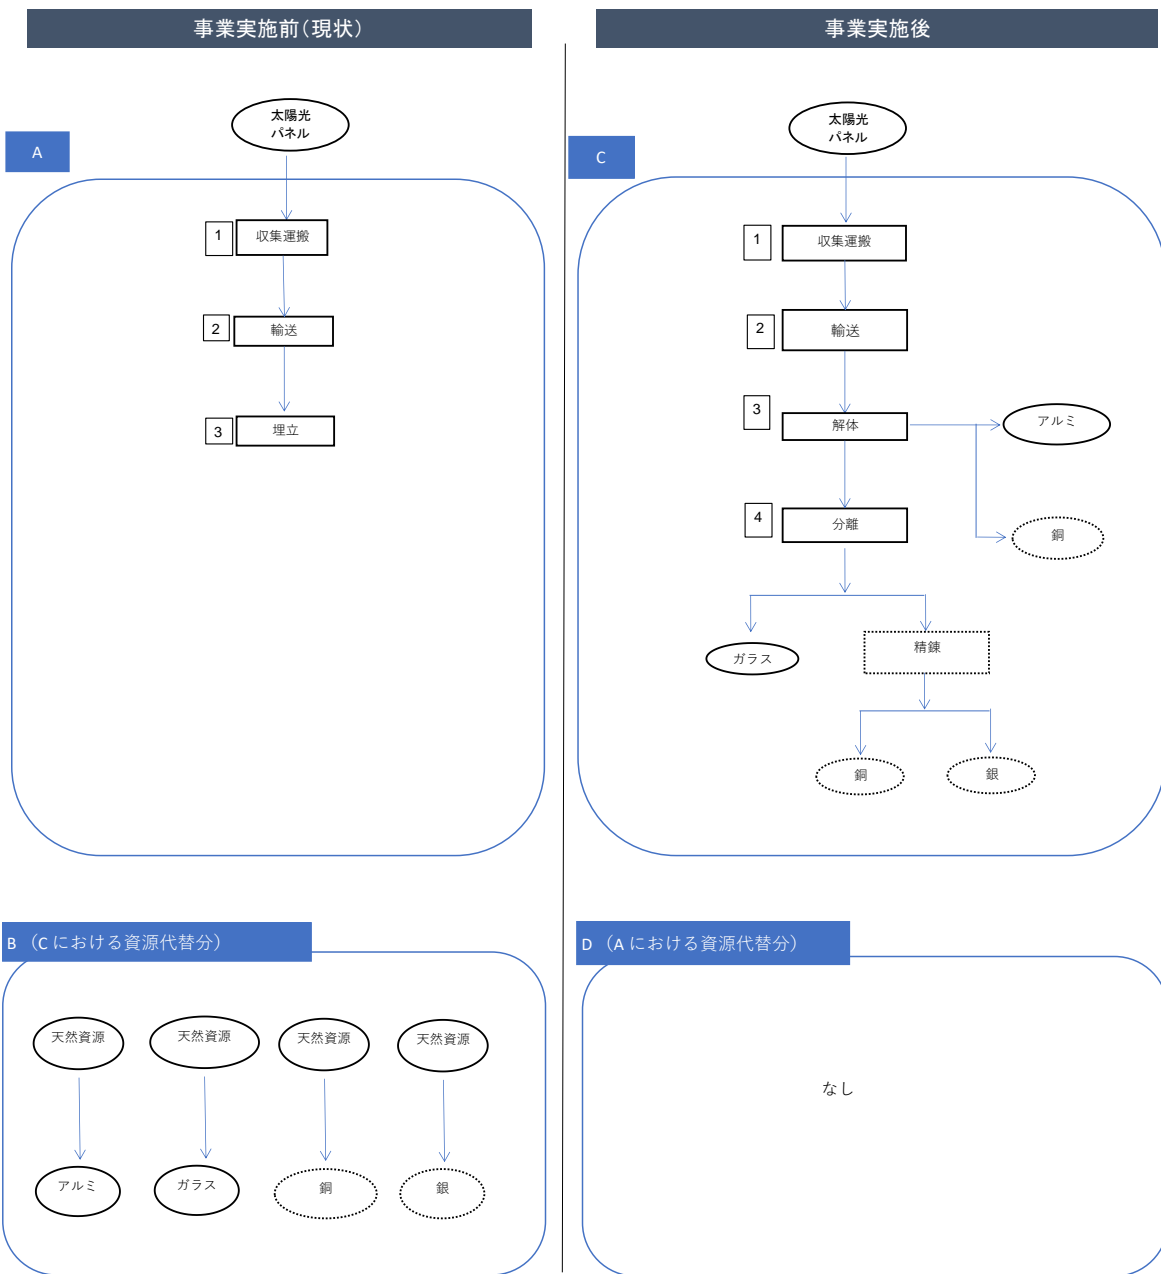 事業実施前（現状）
太陽光
パネル
A
1
収集運搬
2
輸送
3
埋立
B （C における資源代替分）
天然資源
天然資源
天然資源
天然資源
アルミ
ガラス
銅
銀
事業実施後
太陽光
パネル
C
1
収集運搬
2
輸送
3
解体
アルミ
銅
4
分離
ガラス
精錬
銅
銀
D （A における資源代替分）
なし